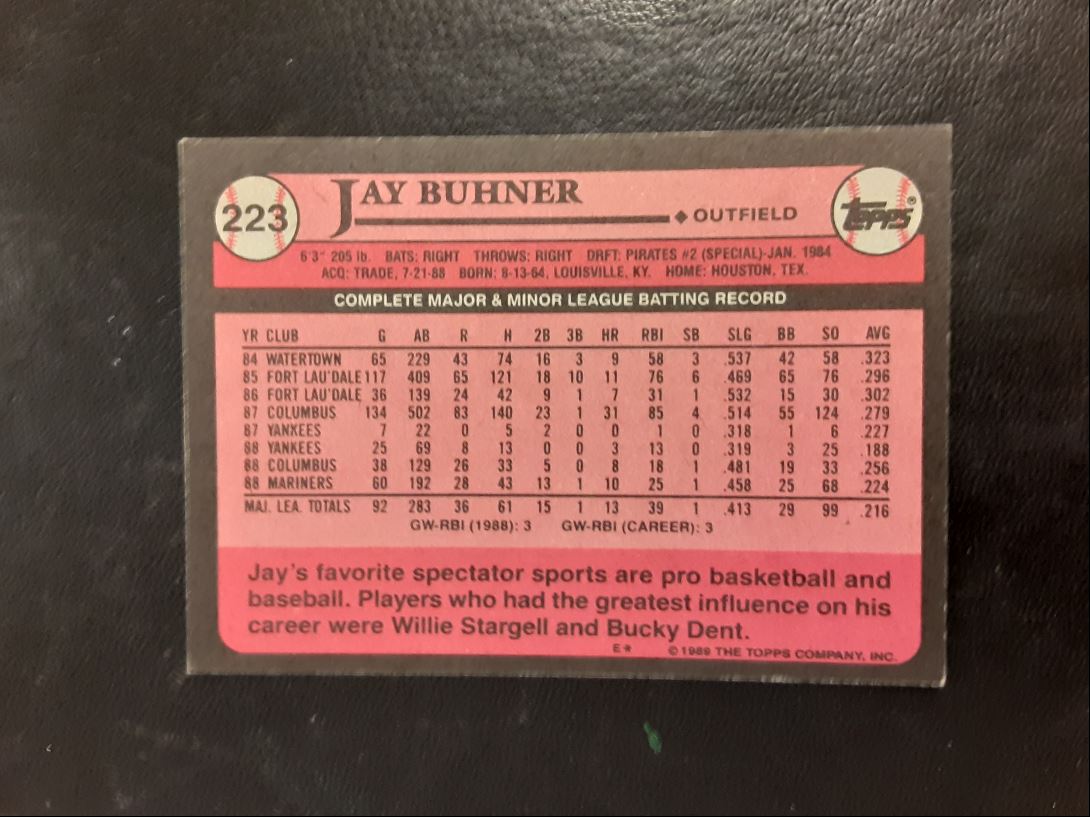 223
JAY BUHNER
◆ OUTFIELD
TOPPS®
6'3" 205 lb. BATS: RIGHT THROWS: RIGHT DRFT: PIRATES #2 (SPECIAL)-JAN. 1984
ACQ: TRADE, 7-21-88 BORN: 8-13-64, LOUISVILLE, KY. HOME: HOUSTON, TEX.
COMPLETE MAJOR & MINOR LEAGUE BATTING RECORD
YR CLUB G AB R H 2B 3B HR RBI SB SLG BB SO AVG
84 WATERTOWN 65 229 43 74 16 3 9 58 3 .537 42 58 .323
85 FORT LAU'DALE 117 409 65 121 18 10 11 76 6 .469 65 76 .296
86 FORT LAU'DALE 36 139 24 42 9 1 7 31 1 .532 15 30 .302
87 COLUMBUS 134 502 83 140 23 1 31 85 4 .514 55 124 .279
87 YANKEES 7 22 0 5 2 0 0 1 0 .318 1 6 .227
88 YANKEES 25 69 8 13 0 0 3 13 0 .319 3 25 .188
88 COLUMBUS 38 129 26 33 5 0 8 18 1 .481 19 33 .256
88 MARINERS 60 192 28 43 13 1 10 25 1 .458 25 68 .224
MAJ. LEA. TOTALS 92 283 36 61 15 1 13 39 1 .413 29 99 .216
GW-RBI (1988): 3 GW-RBI (CAREER): 3
Jay's favorite spectator sports are pro basketball and
baseball. Players who had the greatest influence on his
career were Willie Stargell and Bucky Dent.
E* © 1989 THE TOPPS COMPANY, INC.